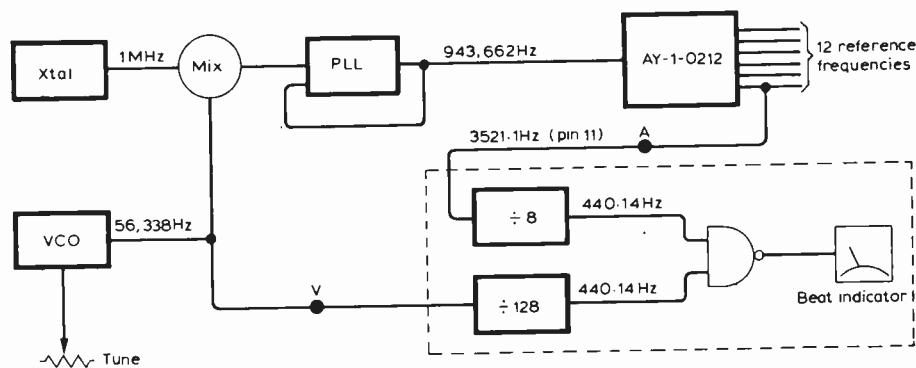 Xtal
1MHz
Mix
PLL
943,662Hz
AY-1-0212
12 reference
frequencies
3521·1Hz (pin 11)
A
VCO
56,338Hz
÷ 8
440·14Hz
V
÷128
440·14Hz
Beat indicator
Tune